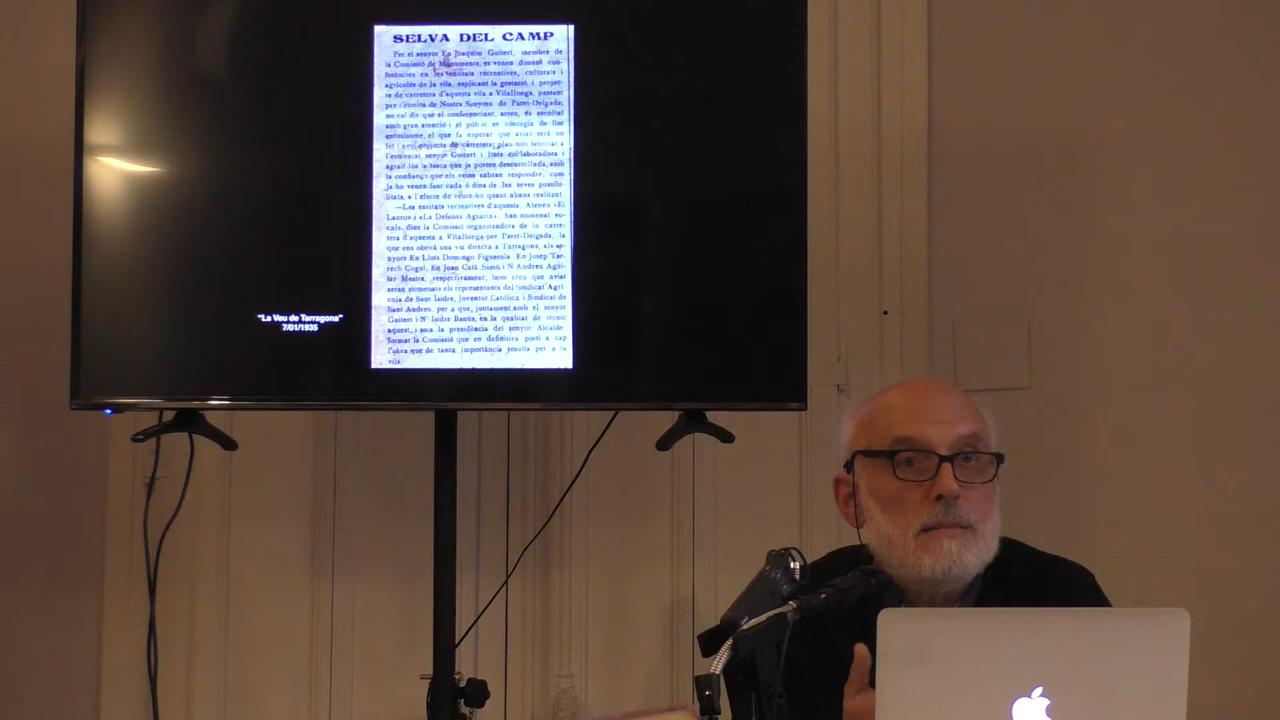 SELVA DEL CAMP
Per el senyor En Joaquim Guitert, membre de
la Comissió de Monuments, es venen donant con-
ferències en les entitats recreatives, culturals i
agrícoles de la vila, explicant la gestació i projec-
te de carretera d'aquesta vila a Vilallonga, passant
per l'ermita de Nostra Senyora de Paret-Delgada;
no cal dir que el conferenciant, arreu, és escoltat
amb gran atenció i el públic es contagia de llur
entusiasme, el que fa esperar que aviat serà un
fet l'avui projecte de carretera; plau-nos felicitar a
l'esmentat senyor Guitert i lluts col·laboradors i
agrair-los la tasca que ja porten desenrotllada, amb
la confiança que els veïns sabran respondre, com
ja ho venen fent cada ú dins de les seves possibi-
litats, a l'efecte de veure-ho quant abans realitzat.
—Les entitats recreatives d'aquesta, Ateneu «El
Lauro» i «La Defensa Agraria», han nomenat vo-
cals, dins la Comissió organitzadora de la carre-
tera d'aquesta a Vilallonga per Paret-Delgada, la
que ens obrirà una via directa a Tarragona, als se-
nyors En Lluis Domingo Figuerola, En Josep Tar-
rech Cogul, En Joan Catà Simó i N'Andreu Agui-
lar Mestre, respectivament; hom creu que aviat
seran nomenats els representants del Sindicat Agrí-
cola de Sant Isidre, Joventut Catòlica i Sindicat de
Sant Andreu, per a que, juntament amb el senyor
Guitert i N' Isidre Banús, en la qualitat de tècnic
aquest, i sota la presidència del senyor Alcalde
formar la Comissió que en definitiva porti a cap
l'obra que de tanta importància resulta per a la
vila.
"La Veu de Tarragona"
7/01/1935